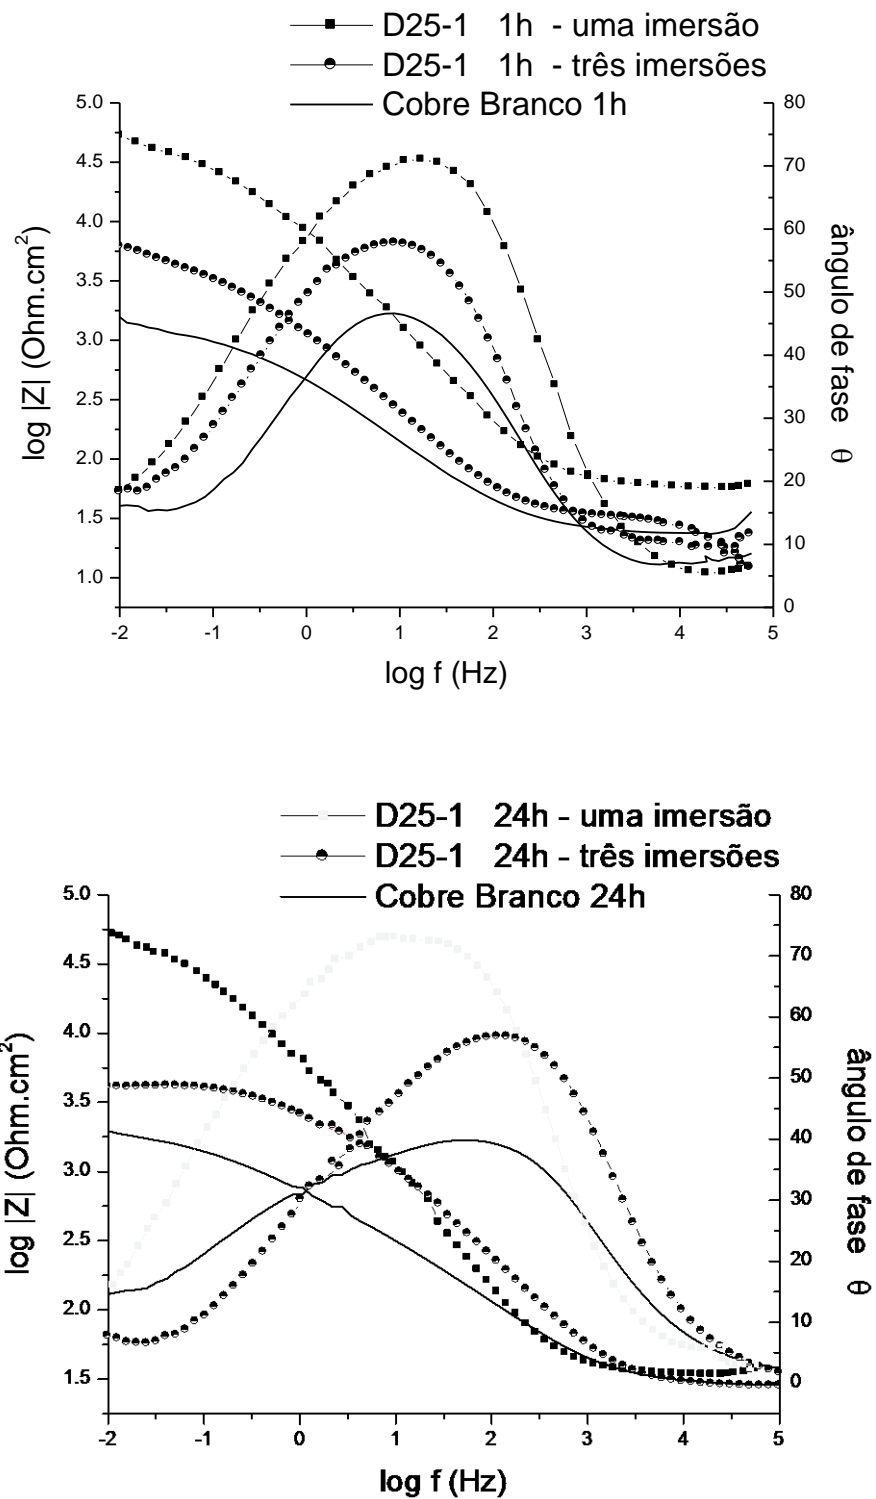 D25-1 1h - uma imersão
D25-1 1h - três imersões
Cobre Branco 1h
5.0
4.5
4.0
3.5
3.0
2.5
2.0
1.5
1.0
log |Z| (Ohm.cm²)
80
70
60
50
40
30
20
10
0
ângulo de fase θ
-2 -1 0 1 2 3 4 5
log f (Hz)
D25-1 24h - uma imersão
D25-1 24h - três imersões
Cobre Branco 24h
5.0
4.5
4.0
3.5
3.0
2.5
2.0
1.5
log |Z| (Ohm.cm²)
80
70
60
50
40
30
20
10
0
ângulo de fase θ
-2 -1 0 1 2 3 4 5
log f (Hz)